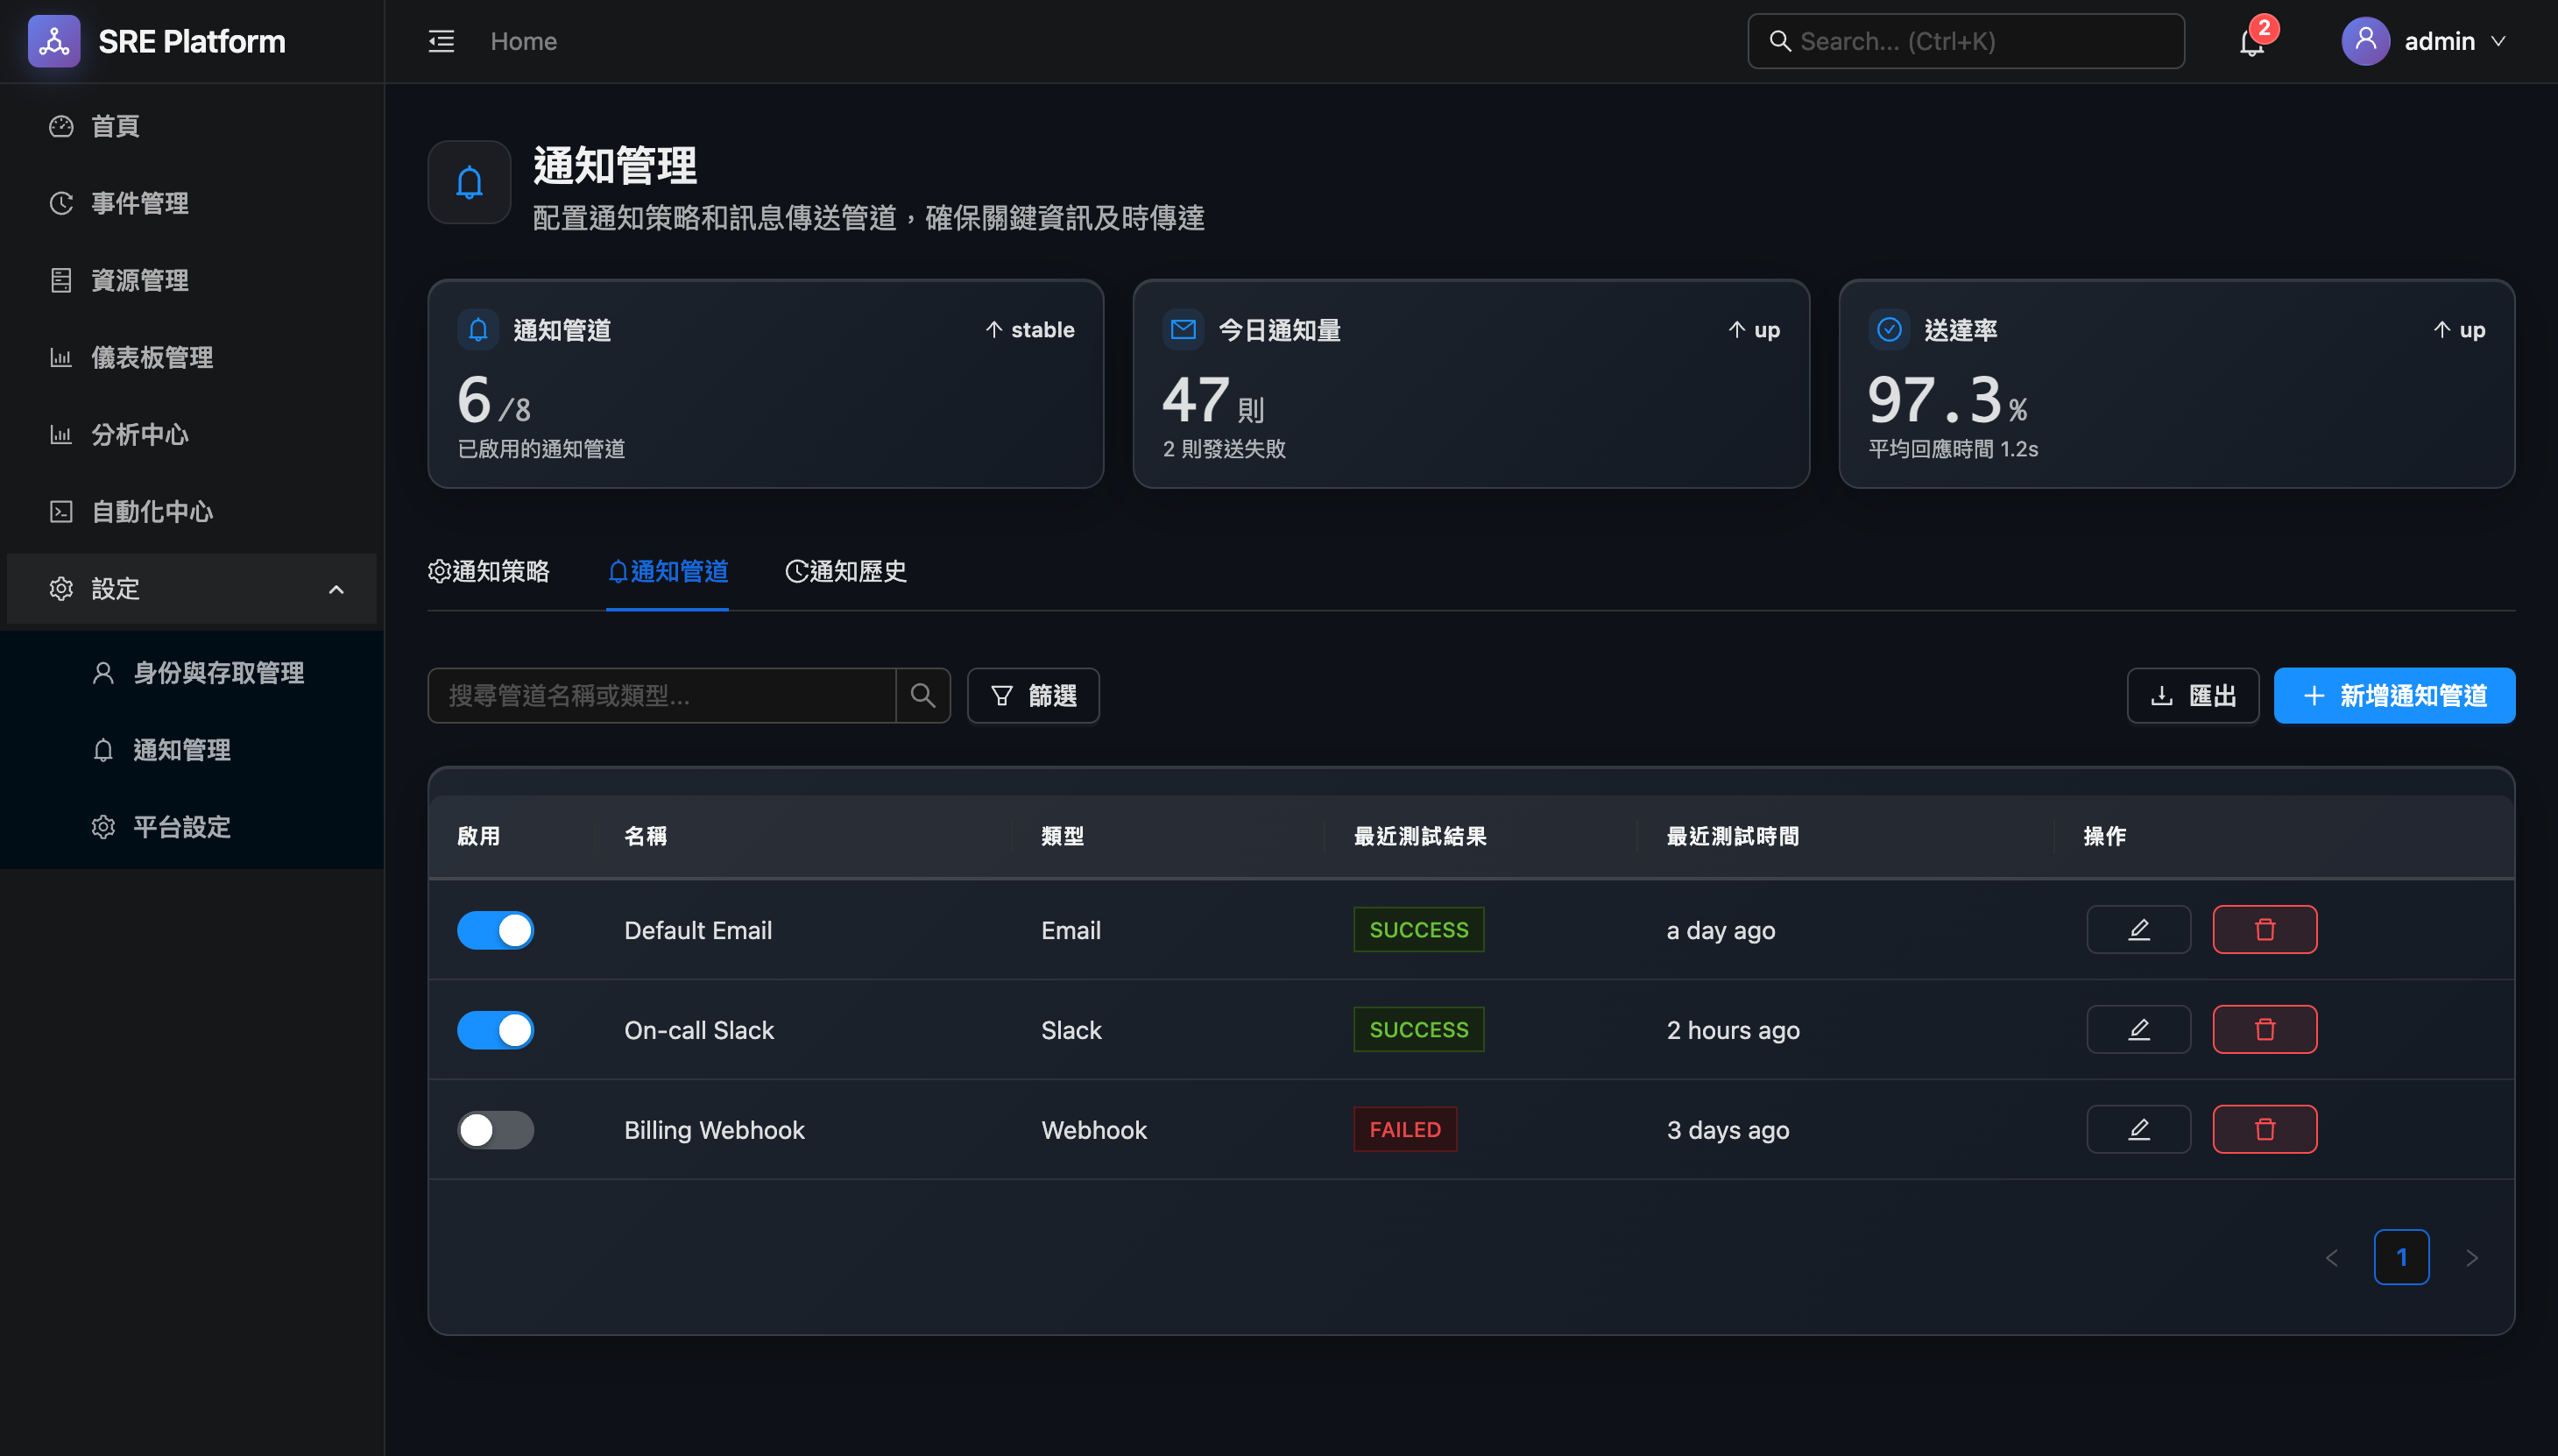 SRE Platform
Home
Search... (Ctrl+K)
2
admin
首頁
事件管理
資源管理
儀表板管理
分析中心
自動化中心
設定
身份與存取管理
通知管理
平台設定
通知管理
配置通知策略和訊息傳送管道，確保關鍵資訊及時傳達
通知管道
stable
6 /8
已啟用的通知管道
今日通知量
up
47 則
2 則發送失敗
送達率
up
97.3 %
平均回應時間 1.2s
通知策略
通知管道
通知歷史
搜尋管道名稱或類型...
篩選
匯出
新增通知管道
啟用 名稱 類型 最近測試結果 最近測試時間 操作
Default Email Email SUCCESS a day ago
On-call Slack Slack SUCCESS 2 hours ago
Billing Webhook Webhook FAILED 3 days ago
1